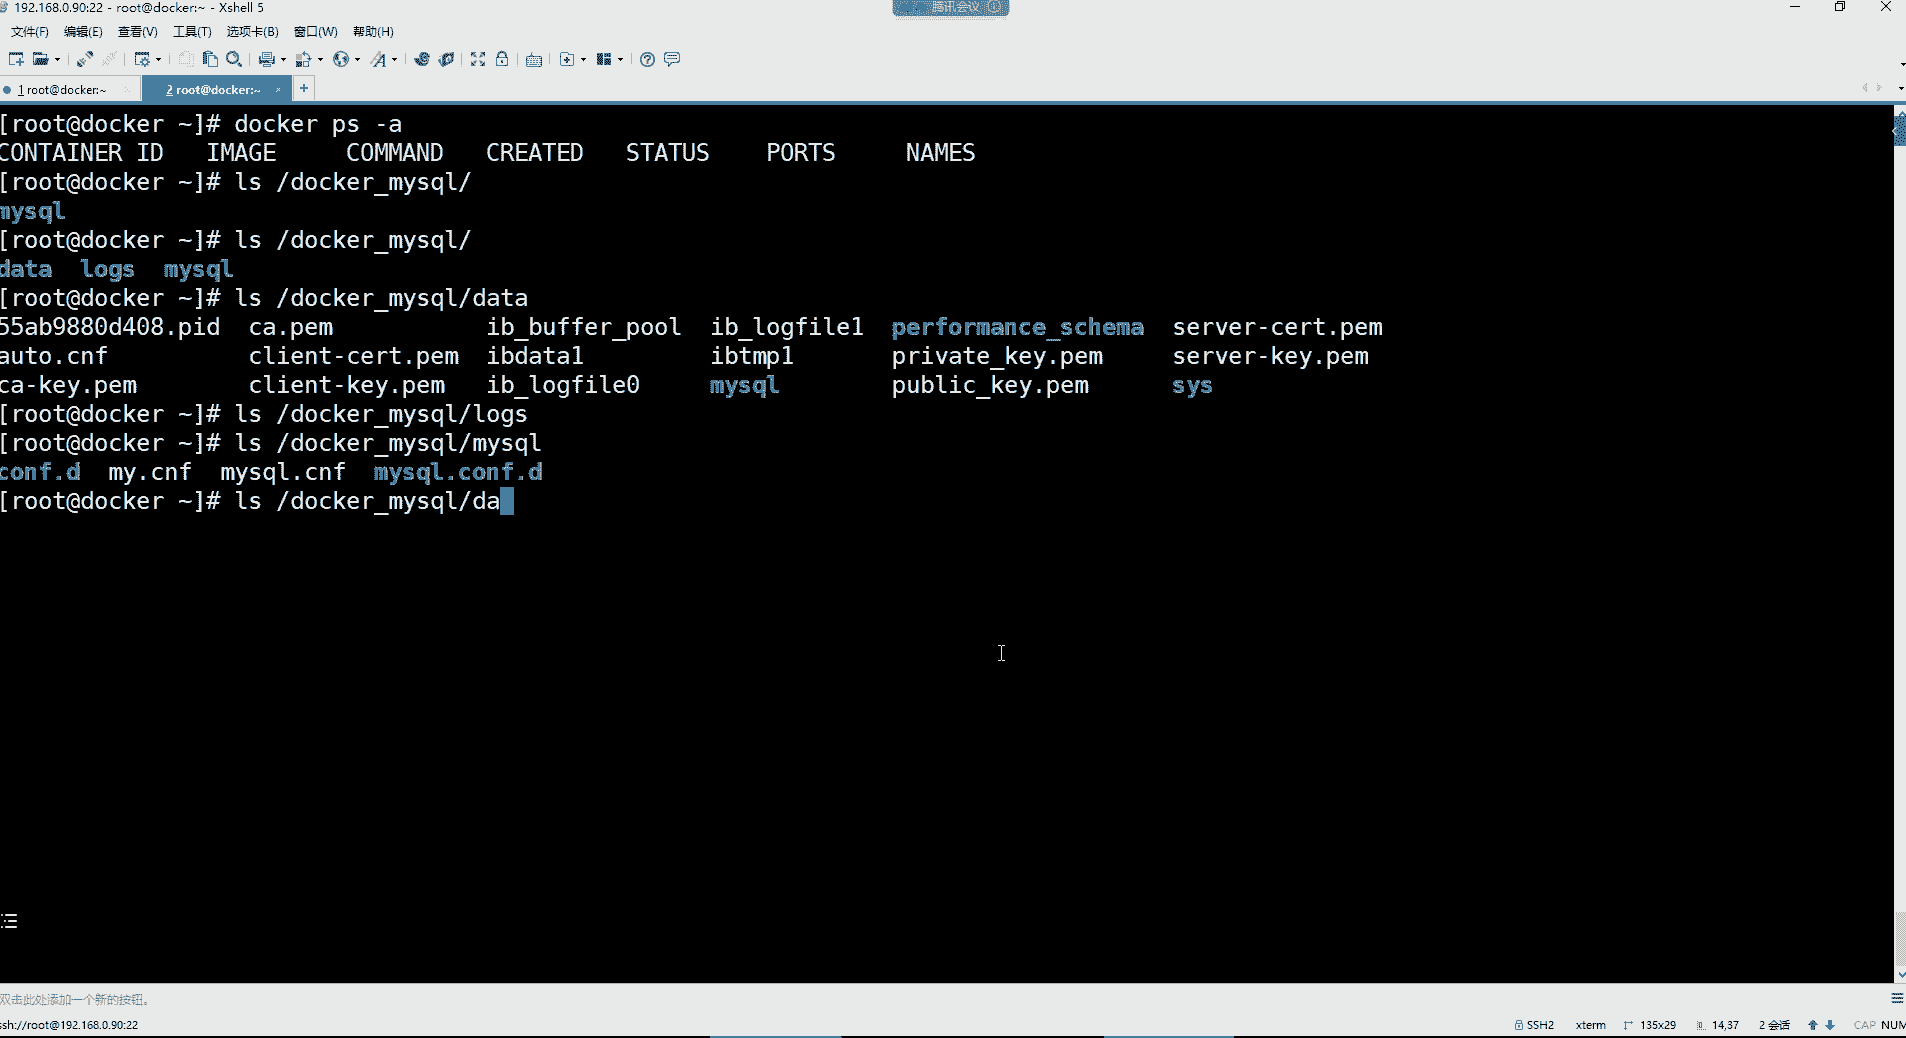 192.168.0.90:22 - root@docker:~ - Xshell 5
腾讯会议
文件(F) 编辑(E) 查看(V) 工具(T) 选项卡(B) 窗口(W) 帮助(H)
1 root@docker:~ 2 root@docker:~
[root@docker ~]# docker ps -a
CONTAINER ID IMAGE COMMAND CREATED STATUS PORTS NAMES
[root@docker ~]# ls /docker_mysql/
mysql
[root@docker ~]# ls /docker_mysql/
data logs mysql
[root@docker ~]# ls /docker_mysql/data
55ab9880d408.pid ca.pem ib_buffer_pool ib_logfile1 performance_schema server-cert.pem
auto.cnf client-cert.pem ibdata1 ibtmp1 private_key.pem server-key.pem
ca-key.pem client-key.pem ib_logfile0 mysql public_key.pem sys
[root@docker ~]# ls /docker_mysql/logs
[root@docker ~]# ls /docker_mysql/mysql
conf.d my.cnf mysql.cnf mysql.conf.d
[root@docker ~]# ls /docker_mysql/da
双击此处添加一个新的按钮。
ssh://root@192.168.0.90:22 SSH2 xterm 135x29 14,37 2 会话 CAP NUM